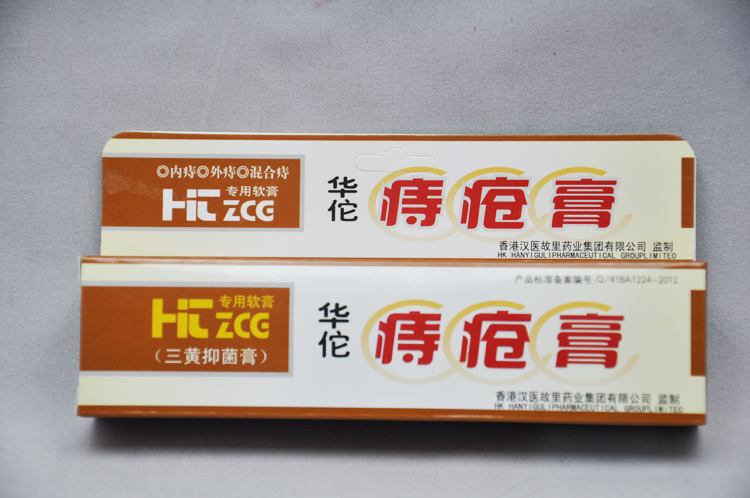 ◎内痔◎外痔◎混合痔
HTC 专用软膏
ZCG
华佗 痔疮膏
香港汉医故里药业集团有限公司 监制
HK HANYIGULIPHARMACEUTICAL GROUPLIMITEO
产品标准备案编号:Q/41BA1224-2012
HTC 专用软膏
ZCG
(三黄抑菌膏)
华佗 痔疮膏
香港汉医故里药业集团有限公司 监制
HK HANYIGULIPHARMACEUTICAL GROUPLIMITEO